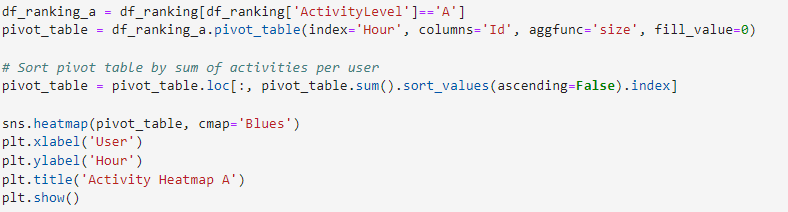 df_ranking_a = df_ranking[df_ranking['ActivityLevel']=='A']
pivot_table = df_ranking_a.pivot_table(index='Hour', columns='Id', aggfunc='size', fill_value=0)
# Sort pivot table by sum of activities per user
pivot_table = pivot_table.loc[:, pivot_table.sum().sort_values(ascending=False).index]
sns.heatmap(pivot_table, cmap='Blues')
plt.xlabel('User')
plt.ylabel('Hour')
plt.title('Activity Heatmap A')
plt.show()